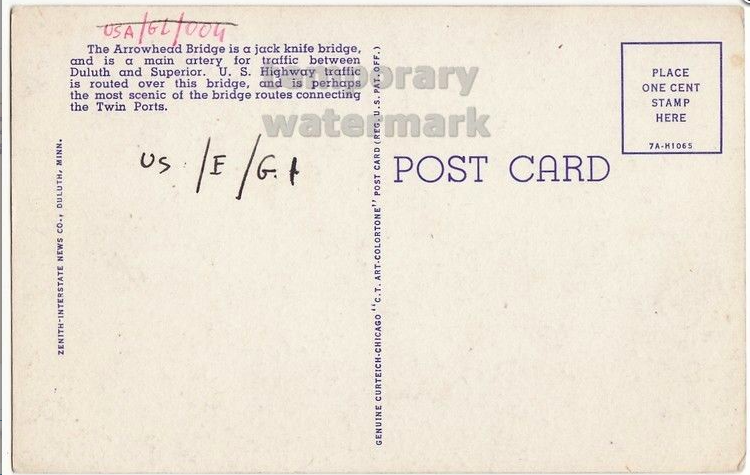 USA/GL/004
The Arrowhead Bridge is a jack knife bridge,
and is a main artery for traffic between
Duluth and Superior. U. S. Highway traffic
is routed over this bridge, and is perhaps
the most scenic of the bridge routes connecting
the Twin Ports.
temporary
watermark
US /E/G.1
ZENITH-INTERSTATE NEWS CO., DULUTH, MINN.
GENUINE CURTEICH-CHICAGO "C.T. ART-COLORTONE" POST CARD (REG. U.S. PAT. OFF.)
POST CARD
PLACE
ONE CENT
STAMP
HERE
7A-H1065